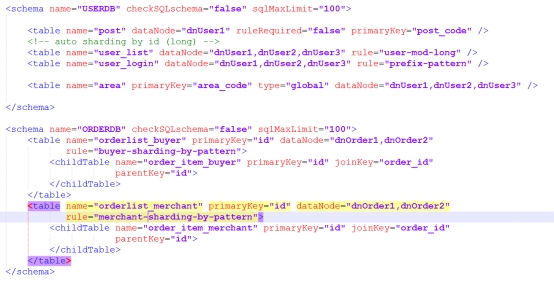 <schema name="USERDB" checkSQLschema="false" sqlMaxLimit="100">
<table name="post" dataNode="dnUser1" ruleRequired="false" primaryKey="post_code" />
<!-- auto sharding by id (long) -->
<table name="user_list" dataNode="dnUser1,dnUser2,dnUser3" rule="user-mod-long" />
<table name="user_login" dataNode="dnUser1,dnUser2,dnUser3" rule="prefix-pattern" />
<table name="area" primaryKey="area_code" type="global" dataNode="dnUser1,dnUser2,dnUser3" />
</schema>
<schema name="ORDERDB" checkSQLschema="false" sqlMaxLimit="100">
<table name="orderlist_buyer" primaryKey="id" dataNode="dnOrder1,dnOrder2"
rule="buyer-sharding-by-pattern">
<childTable name="order_item_buyer" primaryKey="id" joinKey="order_id"
parentKey="id">
</childTable>
</table>
<table name="orderlist_merchant" primaryKey="id" dataNode="dnOrder1,dnOrder2"
rule="merchant-sharding-by-pattern">
<childTable name="order_item_merchant" primaryKey="id" joinKey="order_id"
parentKey="id">
</childTable>
</table>
</schema>